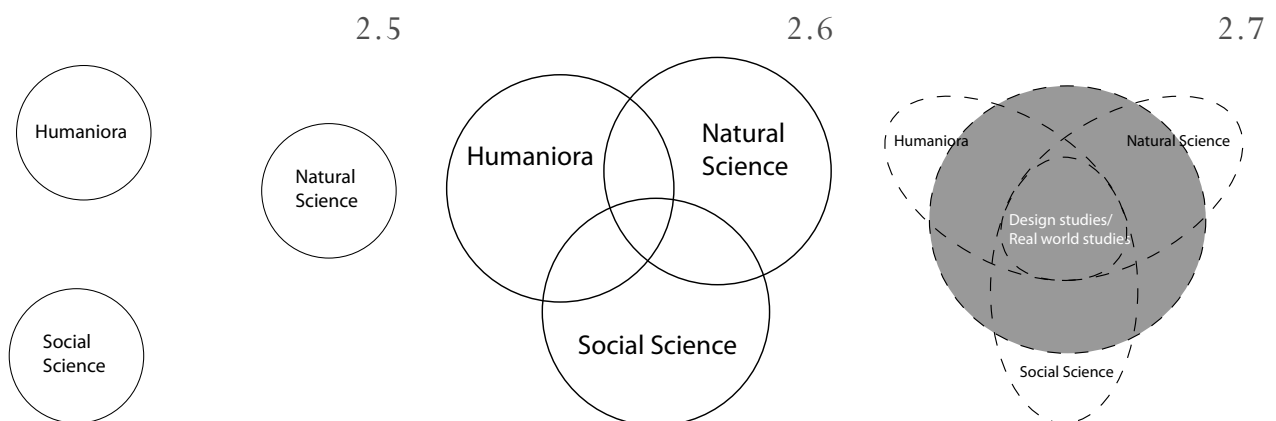 2.5
2.6
2.7
Humaniora
Natural
Science
Social
Science
Humaniora
Natural
Science
Social Science
Humaniora
Natural Science
Design studies/
Real world studies
Social Science